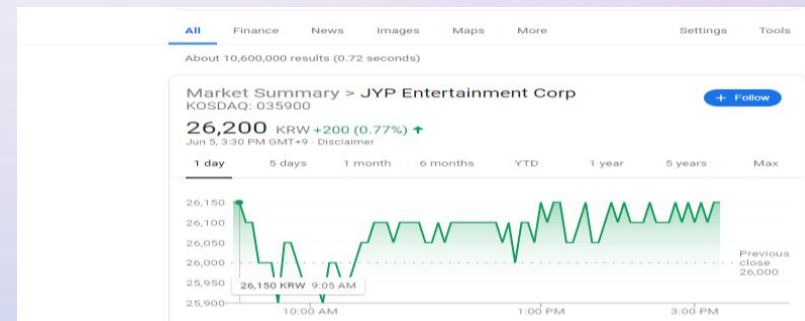 All Finance News Images Maps More Settings Tools
About 10,600,000 results (0.72 seconds)
Market Summary > JYP Entertainment Corp
KOSDAQ: 035900
+ Follow
26,200 KRW +200 (0.77%) ↑
Jun 5, 3:30 PM GMT+9 · Disclaimer
1 day 5 days 1 month 6 months YTD 1 year 5 years Max
26,150
26,100
26,050
26,000
25,950
25,900
Previous
close
26,000
26,150 KRW 9:05 AM
10:00 AM 1:00 PM 3:00 PM